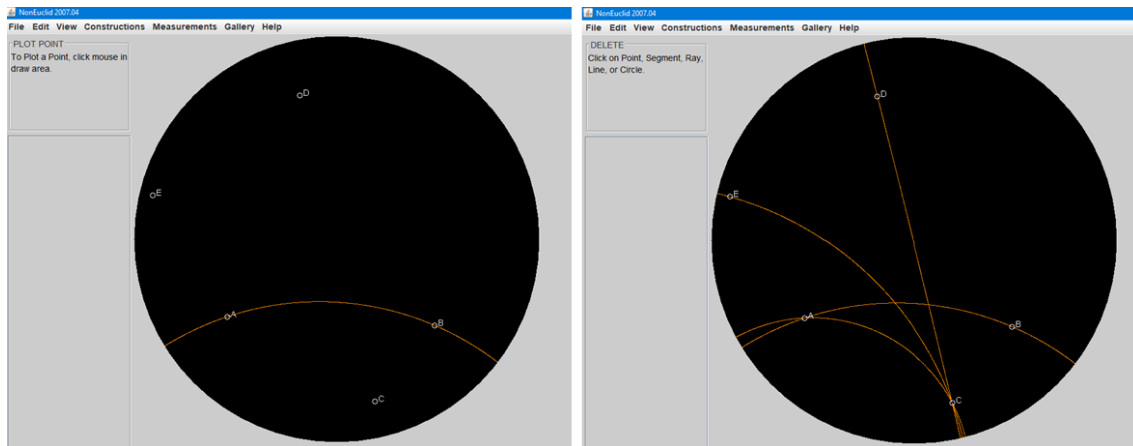 NonEuclid 2007.04
File Edit View Constructions Measurements Gallery Help
PLOT POINT
To Plot a Point, click mouse in
draw area.
D
E
A
B
C
NonEuclid 2007.04
File Edit View Constructions Measurements Gallery Help
DELETE
Click on Point, Segment, Ray,
Line, or Circle.
D
E
A
B
C